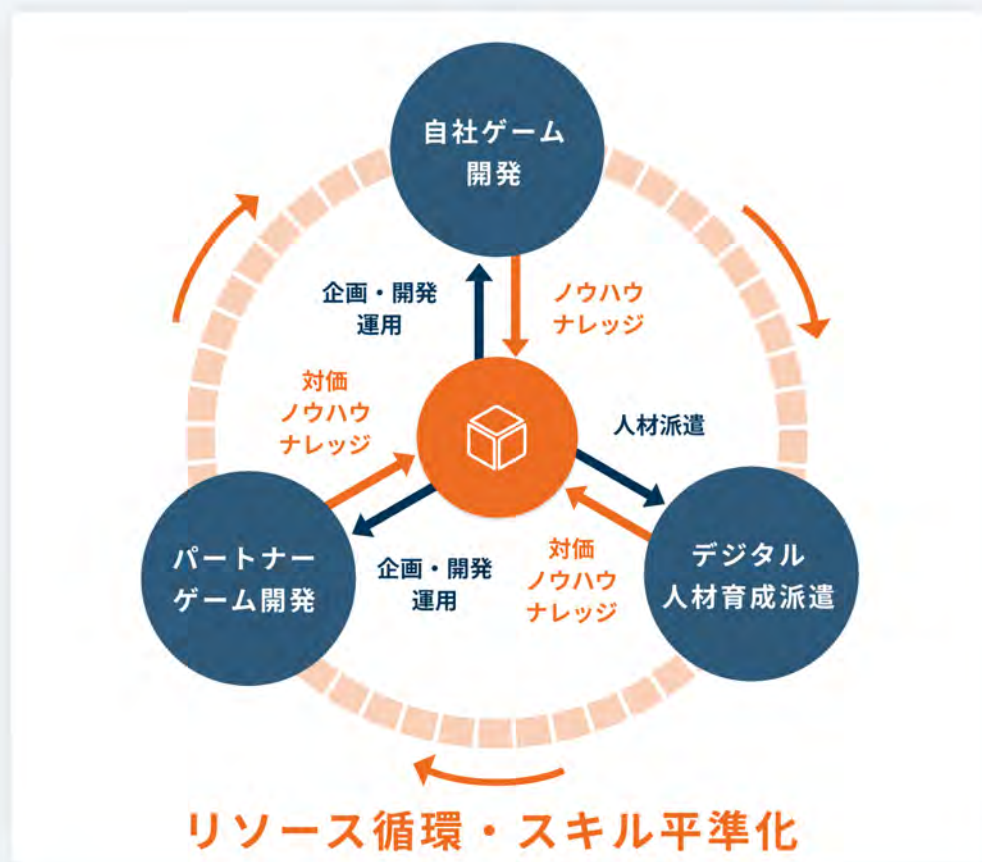 自社ゲーム
開発
企画・開発
運用
ノウハウ
ナレッジ
対価
ノウハウ
ナレッジ
人材派遣
パートナー
ゲーム開発
企画・開発
運用
対価
ノウハウ
ナレッジ
デジタル
人材育成派遣
リソース循環・スキル平準化